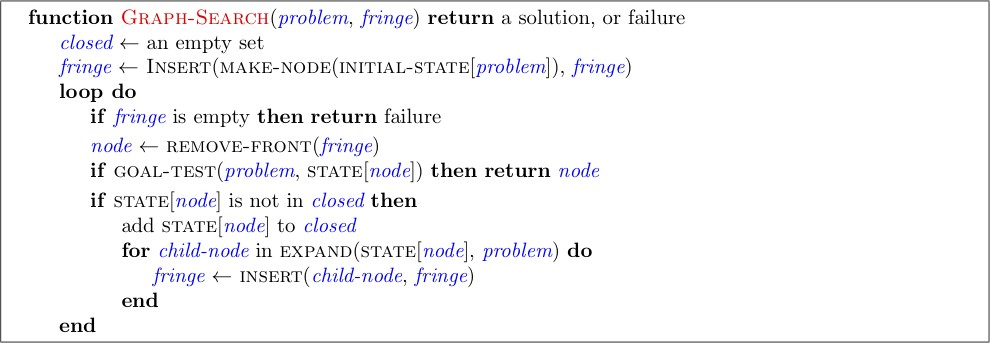 function GRAPH-SEARCH(problem, fringe) return a solution, or failure
closed ← an empty set
fringe ← INSERT(MAKE-NODE(INITIAL-STATE[problem]), fringe)
loop do
if fringe is empty then return failure
node ← REMOVE-FRONT(fringe)
if GOAL-TEST(problem, STATE[node]) then return node
if STATE[node] is not in closed then
add STATE[node] to closed
for child-node in EXPAND(STATE[node], problem) do
fringe ← INSERT(child-node, fringe)
end
end